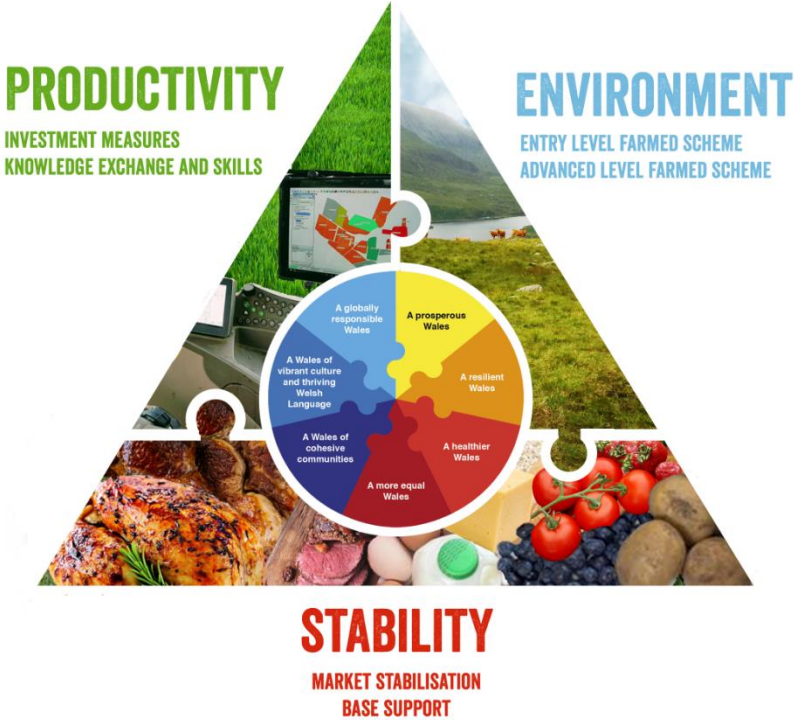 PRODUCTIVITY
INVESTMENT MEASURES
KNOWLEDGE EXCHANGE AND SKILLS
ENVIRONMENT
ENTRY LEVEL FARMED SCHEME
ADVANCED LEVEL FARMED SCHEME
A globally
responsible
Wales
A prosperous
Wales
A resilient
Wales
A healthier
Wales
A more equal
Wales
A Wales of
cohesive
communities
A Wales of
vibrant culture
and thriving
Welsh
Language
STABILITY
MARKET STABILISATION
BASE SUPPORT